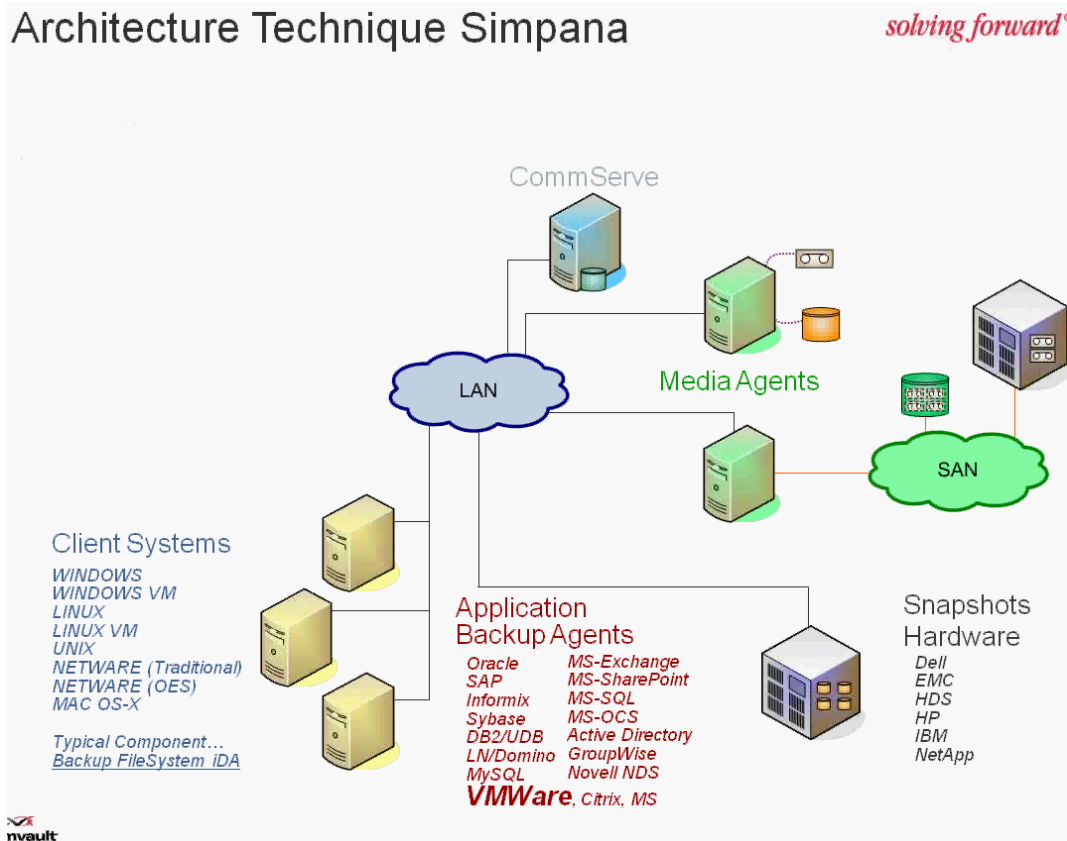 Architecture Technique Simpana
solving forward®
CommServe
LAN
Media Agents
SAN
Client Systems
WINDOWS
WINDOWS VM
LINUX
LINUX VM
UNIX
NETWARE (Traditional)
NETWARE (OES)
MAC OS-X
Typical Component…
Backup FileSystem iDA
Application
Backup Agents
Oracle
SAP
Informix
Sybase
DB2/UDB
LN/Domino
MySQL
MS-Exchange
MS-SharePoint
MS-SQL
MS-OCS
Active Directory
GroupWise
Novell NDS
VMWare, Citrix, MS
Snapshots
Hardware
Dell
EMC
HDS
HP
IBM
NetApp
mvault